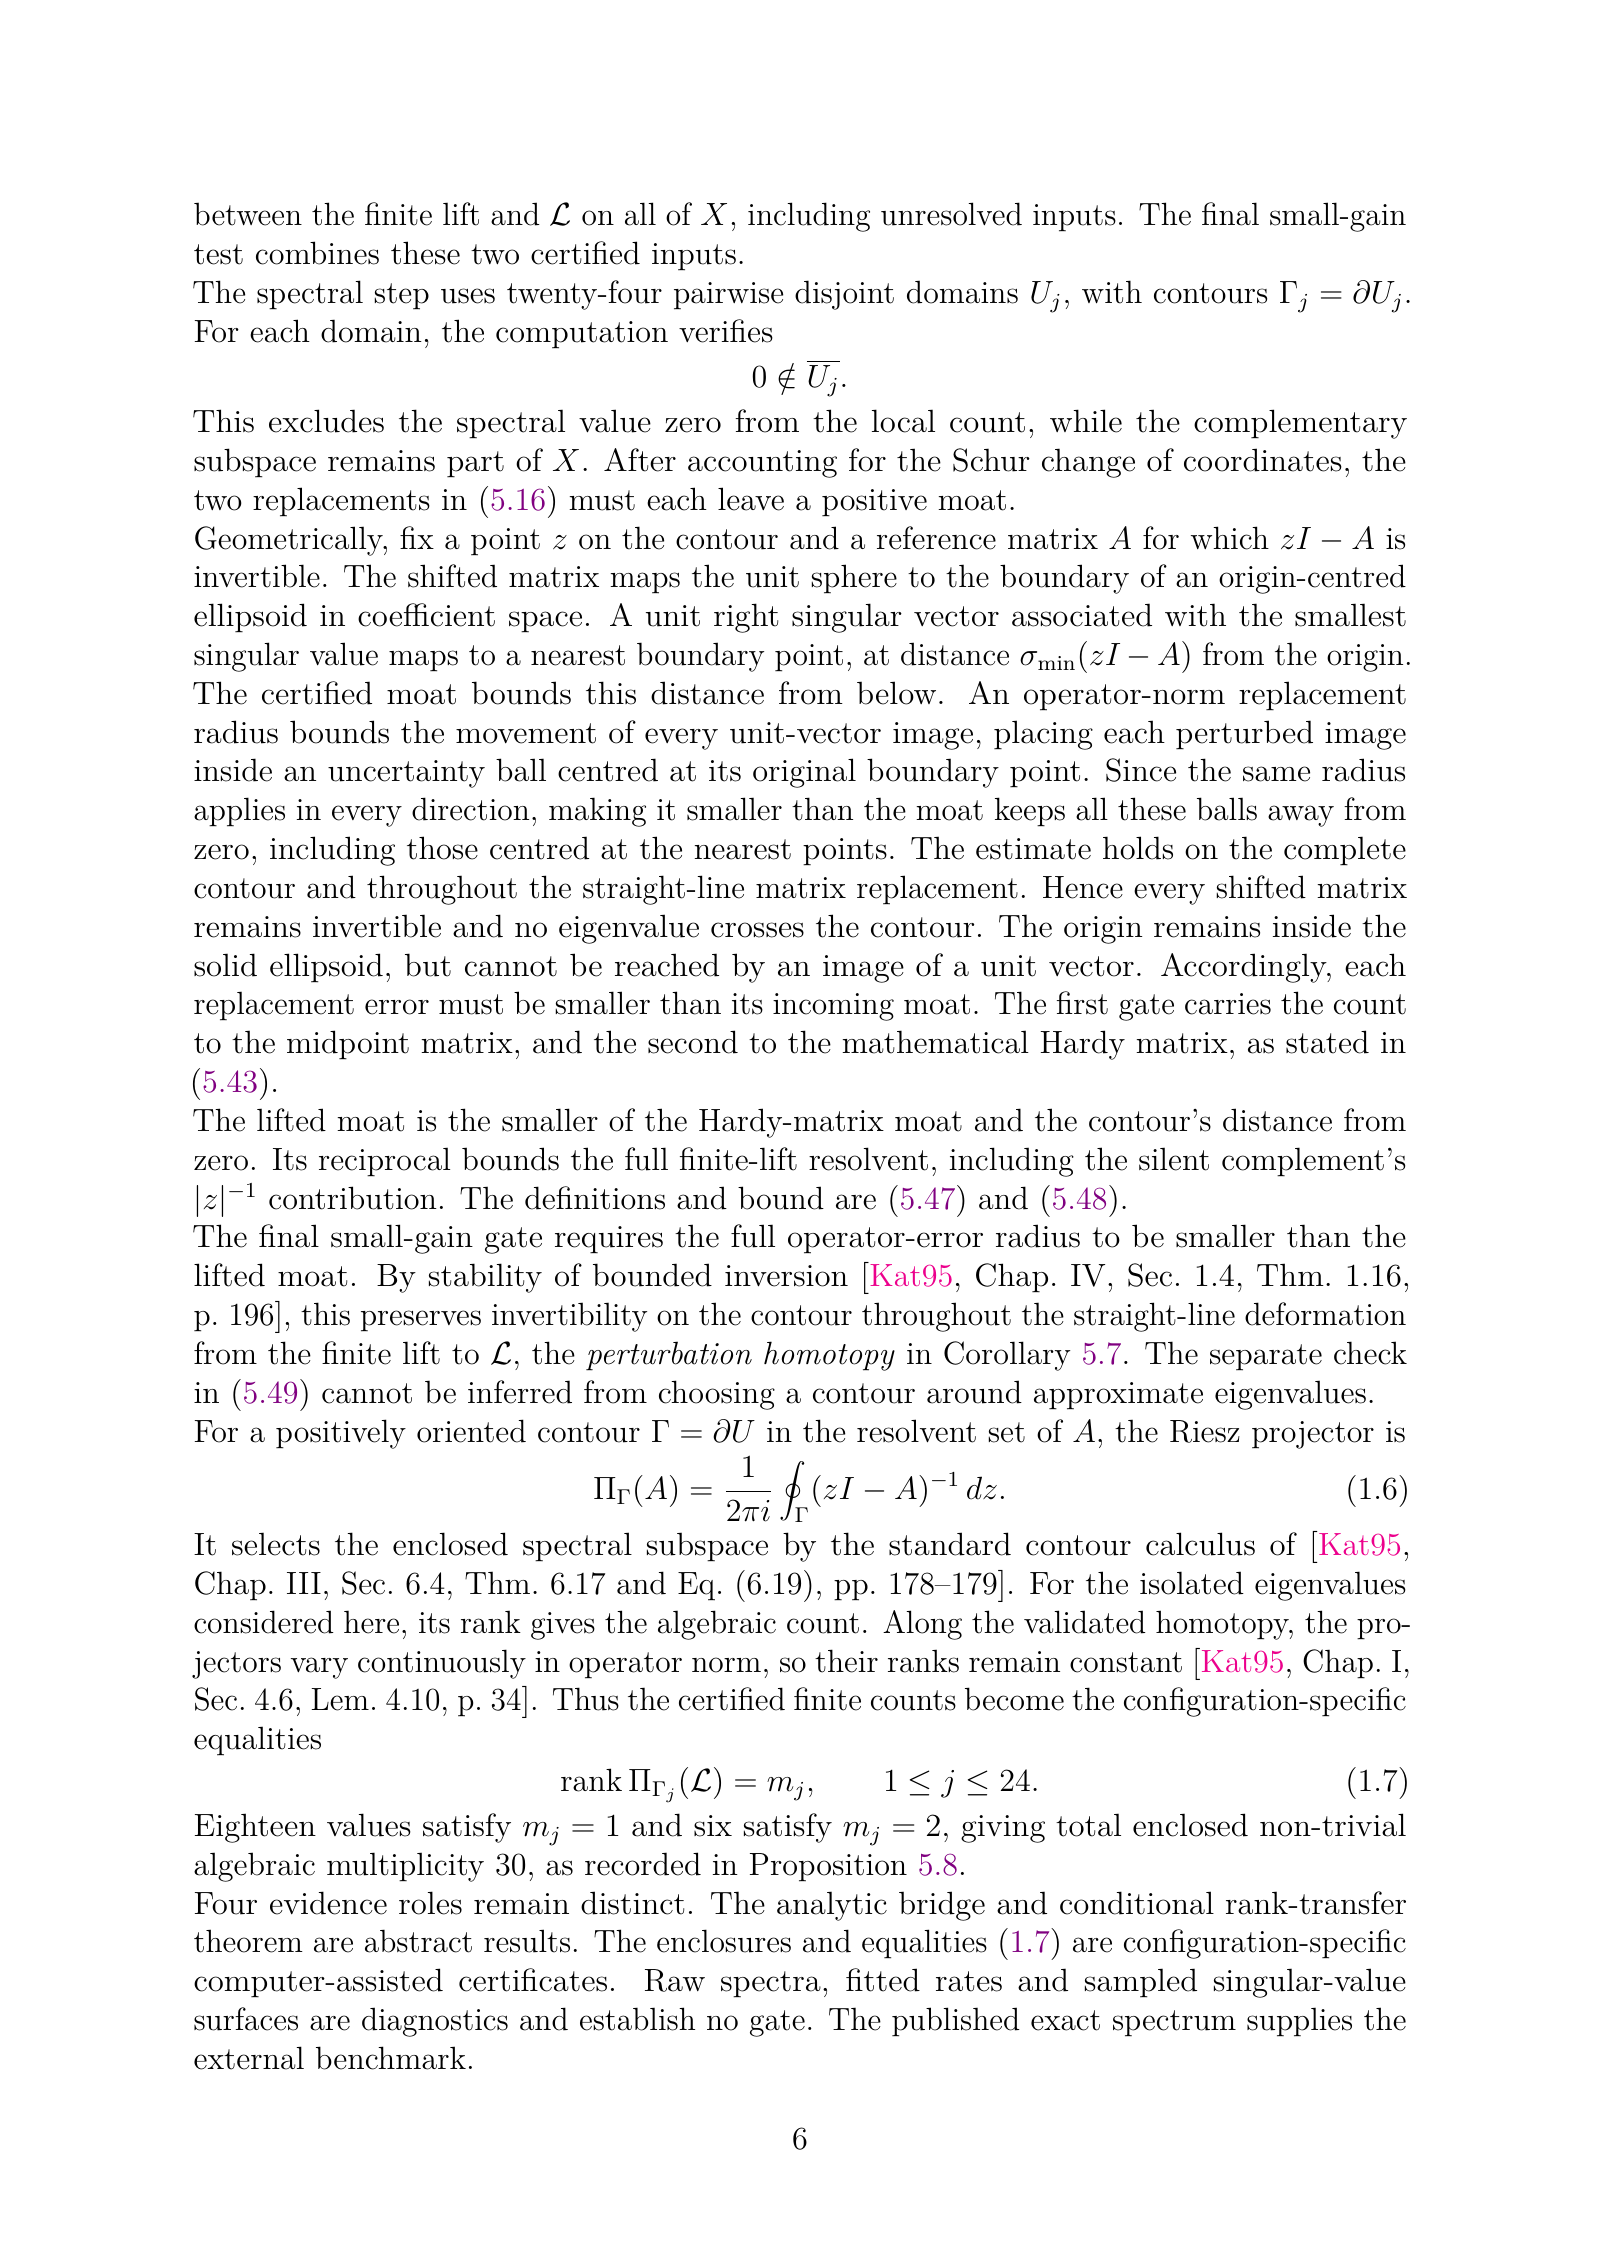 between the finite lift and 𝓛 on all of X, including unresolved inputs. The final small-gain
test combines these two certified inputs.
The spectral step uses twenty-four pairwise disjoint domains U_j, with contours Γ_j = ∂U_j.
For each domain, the computation verifies
0 ∉ \overline{U_j}.
This excludes the spectral value zero from the local count, while the complementary
subspace remains part of X. After accounting for the Schur change of coordinates, the
two replacements in (5.16) must each leave a positive moat.
Geometrically, fix a point z on the contour and a reference matrix A for which zI − A is
invertible. The shifted matrix maps the unit sphere to the boundary of an origin-centred
ellipsoid in coefficient space. A unit right singular vector associated with the smallest
singular value maps to a nearest boundary point, at distance σ_min(zI − A) from the origin.
The certified moat bounds this distance from below. An operator-norm replacement
radius bounds the movement of every unit-vector image, placing each perturbed image
inside an uncertainty ball centred at its original boundary point. Since the same radius
applies in every direction, making it smaller than the moat keeps all these balls away from
zero, including those centred at the nearest points. The estimate holds on the complete
contour and throughout the straight-line matrix replacement. Hence every shifted matrix
remains invertible and no eigenvalue crosses the contour. The origin remains inside the
solid ellipsoid, but cannot be reached by an image of a unit vector. Accordingly, each
replacement error must be smaller than its incoming moat. The first gate carries the count
to the midpoint matrix, and the second to the mathematical Hardy matrix, as stated in
(5.43).
The lifted moat is the smaller of the Hardy-matrix moat and the contour's distance from
zero. Its reciprocal bounds the full finite-lift resolvent, including the silent complement's
|z|^{−1} contribution. The definitions and bound are (5.47) and (5.48).
The final small-gain gate requires the full operator-error radius to be smaller than the
lifted moat. By stability of bounded inversion [Kat95, Chap. IV, Sec. 1.4, Thm. 1.16,
p. 196], this preserves invertibility on the contour throughout the straight-line deformation
from the finite lift to 𝓛, the perturbation homotopy in Corollary 5.7. The separate check
in (5.49) cannot be inferred from choosing a contour around approximate eigenvalues.
For a positively oriented contour Γ = ∂U in the resolvent set of A, the Riesz projector is
Π_Γ(A) = \frac{1}{2πi} ∮_Γ (zI − A)^{−1} dz. (1.6)
It selects the enclosed spectral subspace by the standard contour calculus of [Kat95,
Chap. III, Sec. 6.4, Thm. 6.17 and Eq. (6.19), pp. 178–179]. For the isolated eigenvalues
considered here, its rank gives the algebraic count. Along the validated homotopy, the pro-
jectors vary continuously in operator norm, so their ranks remain constant [Kat95, Chap. I,
Sec. 4.6, Lem. 4.10, p. 34]. Thus the certified finite counts become the configuration-specific
equalities
rank Π_{Γ_j}(𝓛) = m_j, 1 ≤ j ≤ 24. (1.7)
Eighteen values satisfy m_j = 1 and six satisfy m_j = 2, giving total enclosed non-trivial
algebraic multiplicity 30, as recorded in Proposition 5.8.
Four evidence roles remain distinct. The analytic bridge and conditional rank-transfer
theorem are abstract results. The enclosures and equalities (1.7) are configuration-specific
computer-assisted certificates. Raw spectra, fitted rates and sampled singular-value
surfaces are diagnostics and establish no gate. The published exact spectrum supplies the
external benchmark.
6